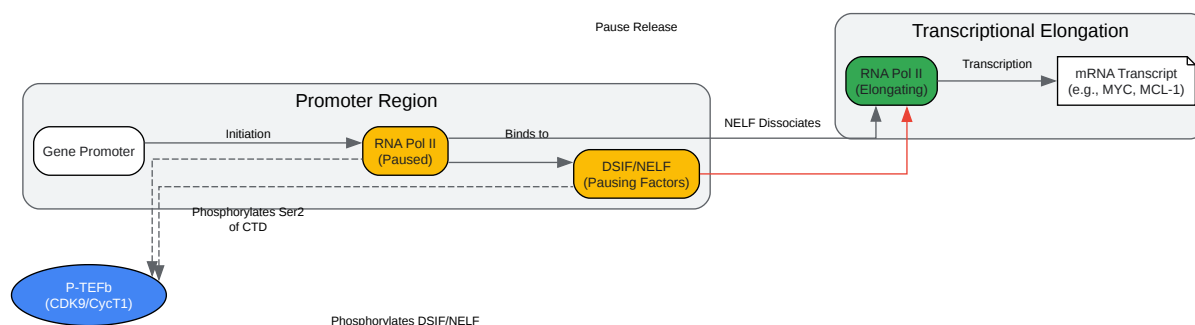 Pause Release
Transcriptional Elongation
RNA Pol II
(Elongating)
Transcription
mRNA Transcript
(e.g., MYC, MCL-1)
Promoter Region
Gene Promoter
Initiation
RNA Pol II
(Paused)
Binds to
DSIF/NELF
(Pausing Factors)
NELF Dissociates
Phosphorylates Ser2
of CTD
P-TEFb
(CDK9/CycT1)
Phosphorylates DSIF/NELF